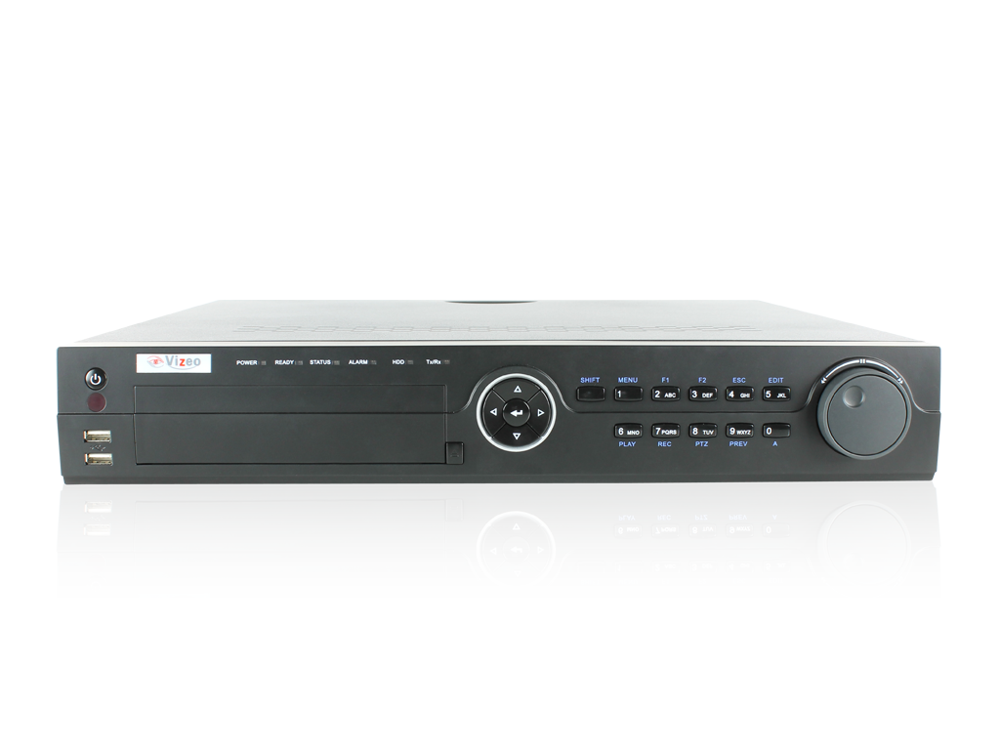 Vizeo
POWER READY STATUS ALARM HDD Tx/Rx
SHIFT MENU F1 F2 ESC EDIT
1 2 ABC 3 DEF 4 GHI 5 JKL
6 MNO 7 PQRS 8 TUV 9 WXYZ 0
PLAY REC PTZ PREV A